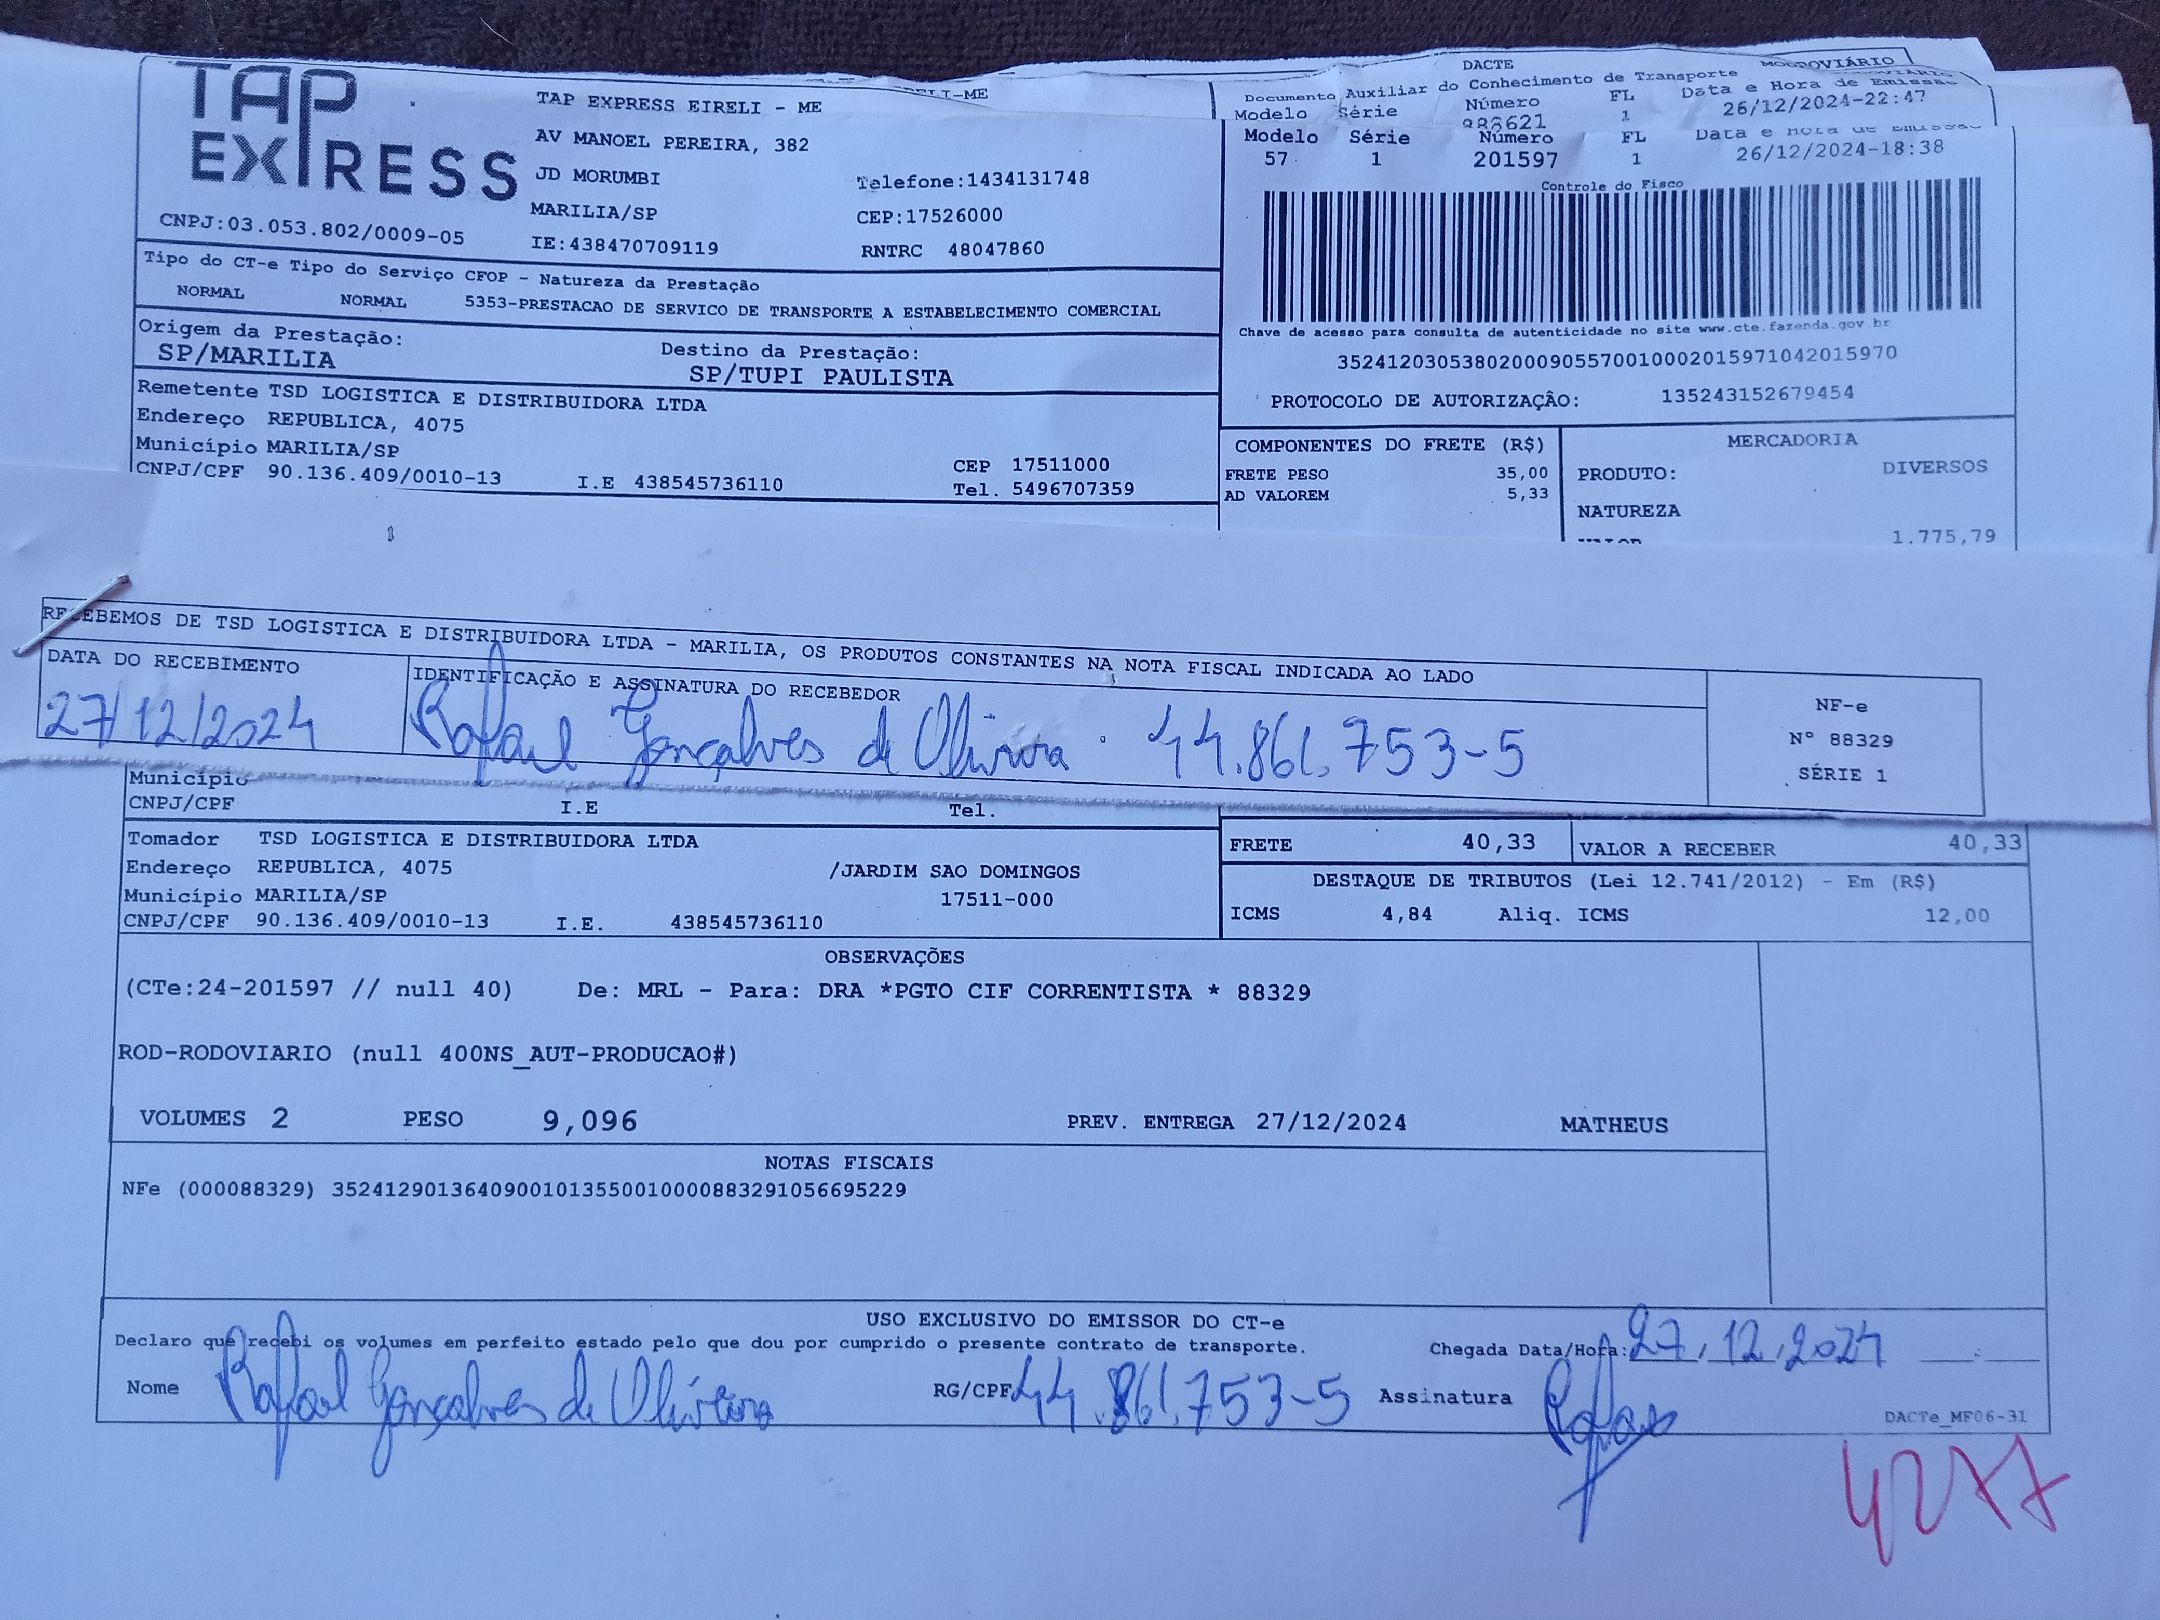 TAP
EXPRESS
CNPJ:03.053.802/0009-05
TAP EXPRESS EIRELI - ME
AV MANOEL PEREIRA, 382
JD MORUMBI
MARILIA/SP
IE:438470709119
Telefone:1434131748
CEP:17526000
RNTRC 48047860
DACTE
Documento Auxiliar do Conhecimento de Transporte
Modelo Série Número FL Data e Hora de Emissão
1 26/12/2024-22:47
Modelo Série Número FL Data e Hora de Emissão
57 1 201597 1 26/12/2024-18:38
Controle do Fisco
Chave de acesso para consulta de autenticidade no site www.cte.fazenda.gov.br
35241203053802000905570010002015971042015970
PROTOCOLO DE AUTORIZAÇÃO: 135243152679454
Tipo do CT-e Tipo do Serviço CFOP - Natureza da Prestação
NORMAL NORMAL 5353-PRESTACAO DE SERVICO DE TRANSPORTE A ESTABELECIMENTO COMERCIAL
Origem da Prestação:
SP/MARILIA
Destino da Prestação:
SP/TUPI PAULISTA
Remetente TSD LOGISTICA E DISTRIBUIDORA LTDA
Endereço REPUBLICA, 4075
Município MARILIA/SP
CEP 17511000
CNPJ/CPF 90.136.409/0010-13 I.E 438545736110 Tel. 5496707359
COMPONENTES DO FRETE (R$)
FRETE PESO 35,00
AD VALOREM 5,33
MERCADORIA
PRODUTO: DIVERSOS
NATUREZA
VALOR 1.775,79
RECEBEMOS DE TSD LOGISTICA E DISTRIBUIDORA LTDA - MARILIA, OS PRODUTOS CONSTANTES NA NOTA FISCAL INDICADA AO LADO
DATA DO RECEBIMENTO
27/12/2024
IDENTIFICAÇÃO E ASSINATURA DO RECEBEDOR
Rafael Gonçalves de Oliveira. 44.861.753-5
NF-e
Nº 88329
SÉRIE 1
Município
CNPJ/CPF I.E Tel.
Tomador TSD LOGISTICA E DISTRIBUIDORA LTDA
Endereço REPUBLICA, 4075 /JARDIM SAO DOMINGOS
Município MARILIA/SP 17511-000
CNPJ/CPF 90.136.409/0010-13 I.E. 438545736110
FRETE 40,33 VALOR A RECEBER 40,33
DESTAQUE DE TRIBUTOS (Lei 12.741/2012) - Em (R$)
ICMS 4,84 Aliq. ICMS 12,00
OBSERVAÇÕES
(CTe:24-201597 // null 40) De: MRL - Para: DRA *PGTO CIF CORRENTISTA * 88329
ROD-RODOVIARIO (null 400NS_AUT-PRODUCAO#)
VOLUMES 2 PESO 9,096 PREV. ENTREGA 27/12/2024 MATHEUS
NOTAS FISCAIS
NFe (000088329) 35241290136409001013550010000883291056695229
USO EXCLUSIVO DO EMISSOR DO CT-e
Declaro que recebi os volumes em perfeito estado pelo que dou por cumprido o presente contrato de transporte.
Chegada Data/Hora: 27/12/2024
Nome Rafael Gonçalves de Oliveira RG/CPF 44.861.753-5 Assinatura Rafael
DACTe_MF06-31
4277